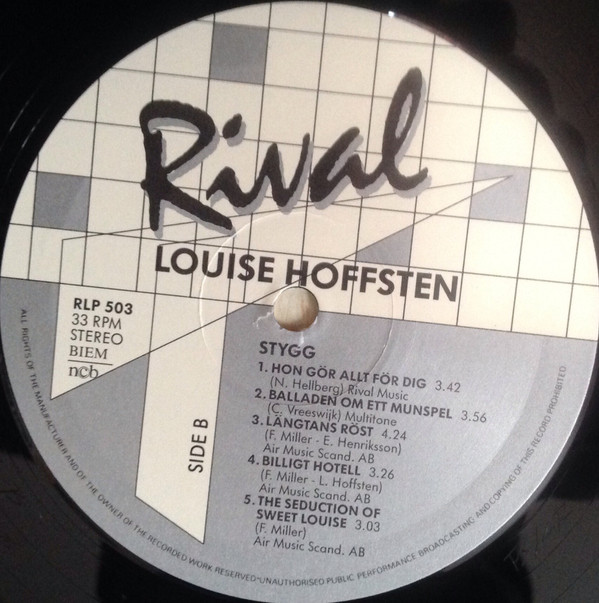 Rival
LOUISE HOFFSTEN
RLP 503
33 RPM
STEREO
BIEM
ncb
SIDE B
STYGG
1. HON GÖR ALLT FÖR DIG 3.42
(N. Hellberg) Rival Music
2. BALLADEN OM ETT MUNSPEL 3.56
(C. Vreeswijk) Multitone
3. LÄNGTANS RÖST 4.24
(F. Miller - E. Henriksson)
Air Music Scand. AB
4. BILLIGT HOTELL 3.26
(F. Miller - L. Hoffsten)
Air Music Scand. AB
5. THE SEDUCTION OF
SWEET LOUISE 3.03
(F. Miller)
Air Music Scand. AB
ALL RIGHTS OF THE MANUFACTURER AND OF THE OWNER OF THE RECORDED WORK RESERVED•UNAUTHORISED PUBLIC PERFORMANCE BROADCASTING AND COPYING OF THIS RECORD PROHIBITED